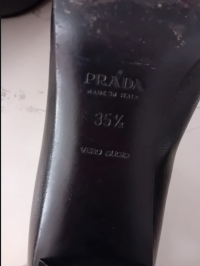 PRADA
MADE IN ITALY
35½
VERO CUOIO